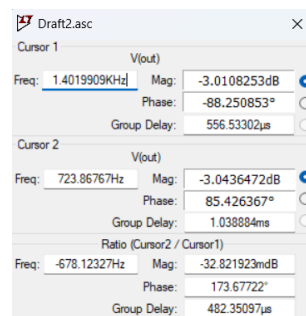 Draft2.asc
Cursor 1
V(out)
Freq: 1.4019909KHz Mag: -3.0108253dB
Phase: -88.250853°
Group Delay: 556.53302µs
Cursor 2
V(out)
Freq: 723.86767Hz Mag: -3.0436472dB
Phase: 85.426367°
Group Delay: 1.038884ms
Ratio (Cursor2 / Cursor1)
Freq: -678.12327Hz Mag: -32.821923mdB
Phase: 173.67722°
Group Delay: 482.35097µs